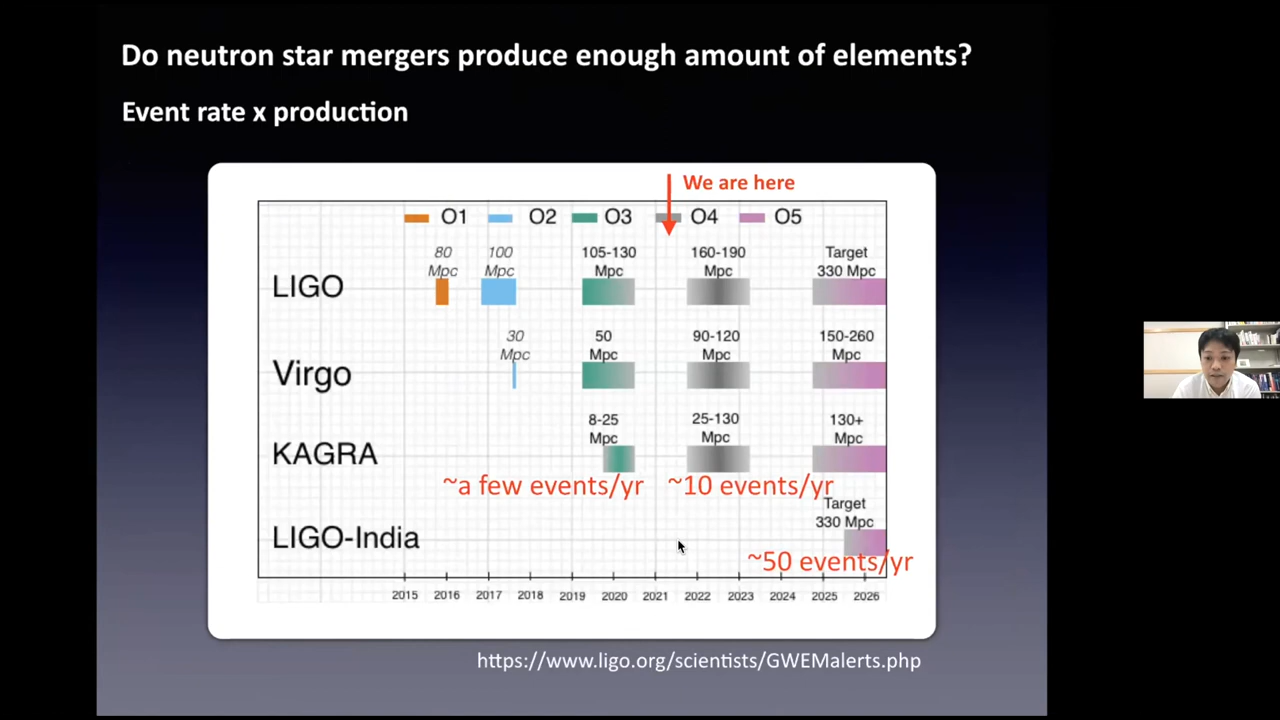 Do neutron star mergers produce enough amount of elements?
Event rate x production
We are here
O1 O2 O3 O4 O5
80 Mpc
100 Mpc
105-130 Mpc
160-190 Mpc
Target 330 Mpc
LIGO
30 Mpc
50 Mpc
90-120 Mpc
150-260 Mpc
Virgo
8-25 Mpc
25-130 Mpc
130+ Mpc
KAGRA
~a few events/yr
~10 events/yr
Target 330 Mpc
LIGO-India
~50 events/yr
2015 2016 2017 2018 2019 2020 2021 2022 2023 2024 2025 2026
https://www.ligo.org/scientists/GWEMalerts.php